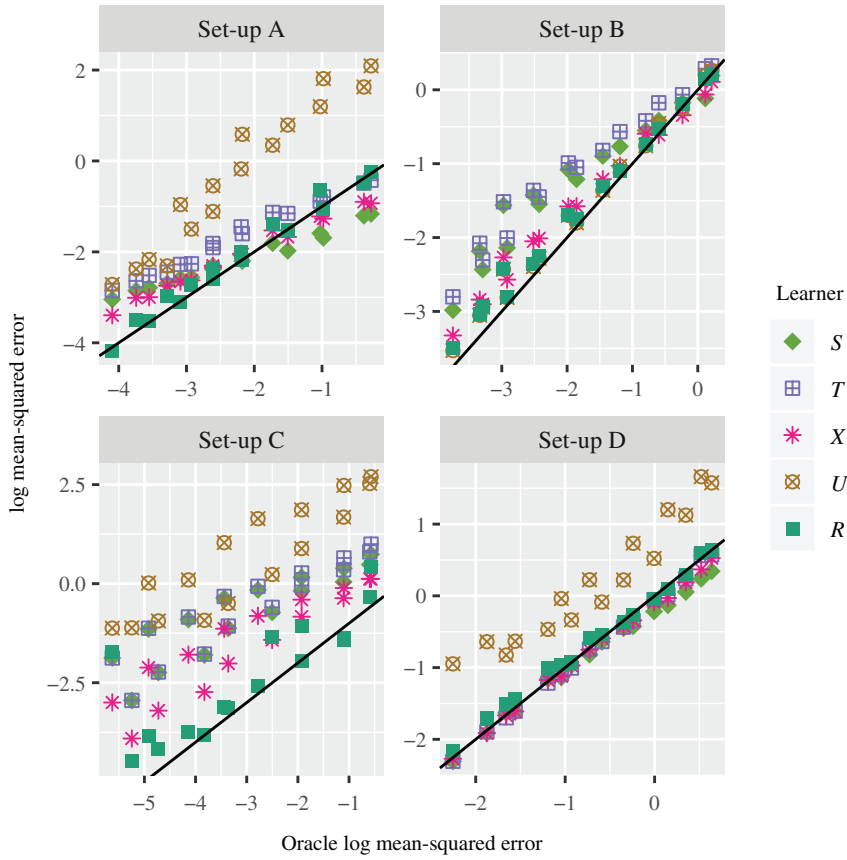 Set-up A
Set-up B
2
0
−2
−4
−4
−3
−2
−1
0
−1
−2
−3
−3
−2
−1
0
Set-up C
Set-up D
2.5
0.0
−2.5
−5
−4
−3
−2
−1
1
0
−1
−2
−2
−1
0
log mean-squared error
Oracle log mean-squared error
Learner
S
T
X
U
R